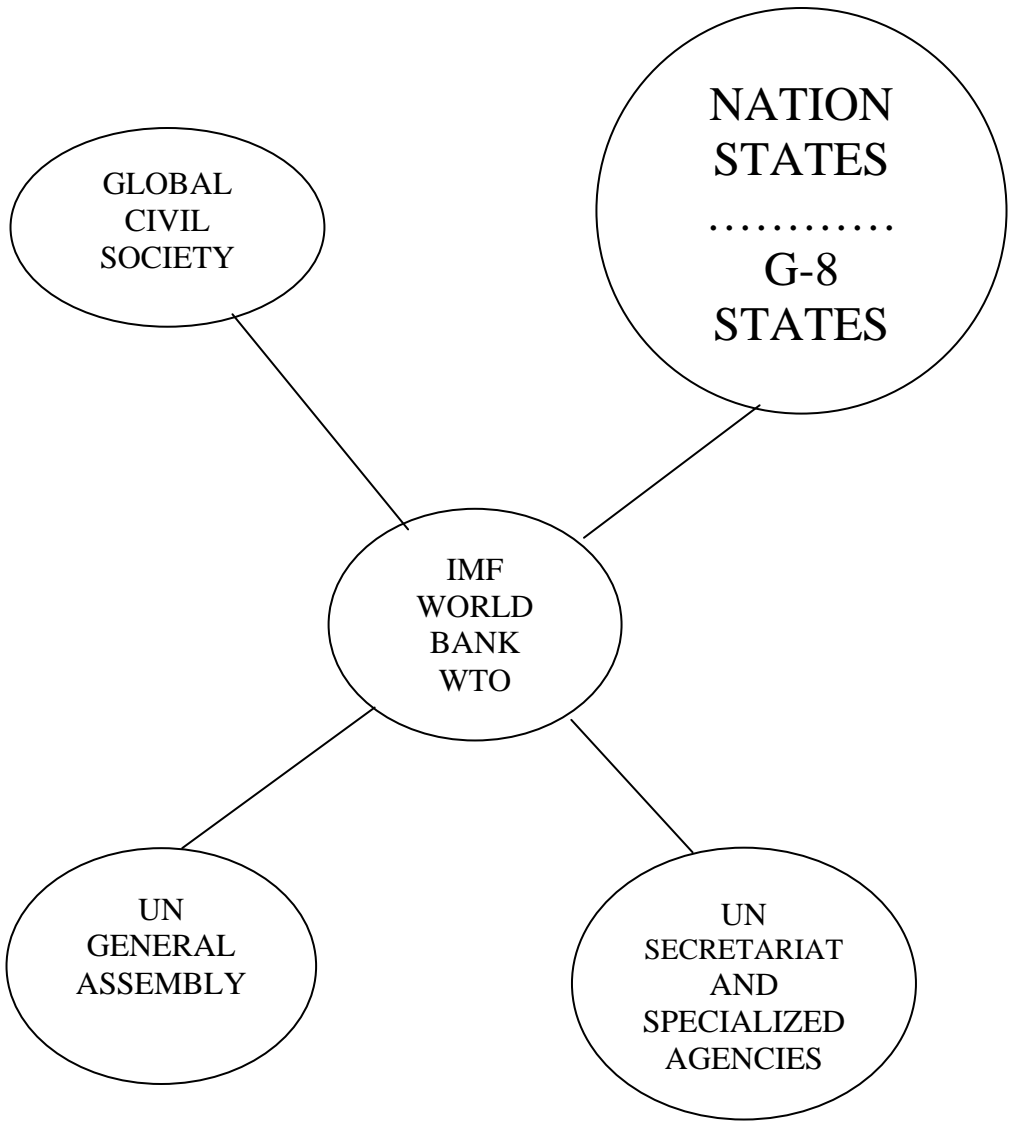 GLOBAL
CIVIL
SOCIETY
NATION
STATES
…………
G-8
STATES
IMF
WORLD
BANK
WTO
UN
GENERAL
ASSEMBLY
UN
SECRETARIAT
AND
SPECIALIZED
AGENCIES